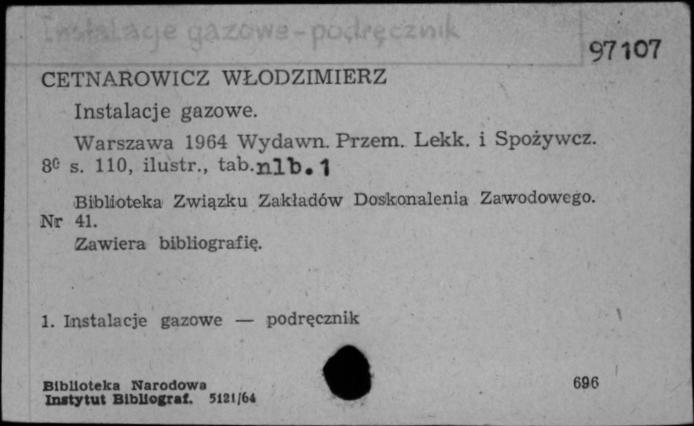 Instalacje gazowe-podręcznik
97107
CETNAROWICZ WŁODZIMIERZ
Instalacje gazowe.
Warszawa 1964 Wydawn. Przem. Lekk. i Spożywcz.
8° s. 110, ilustr., tab. nlb. 1
Biblioteka Związku Zakładów Doskonalenia Zawodowego.
Nr 41.
Zawiera bibliografię.
1. Instalacje gazowe — podręcznik
Biblioteka Narodowa
Instytut Bibliograf. 5121/64
696